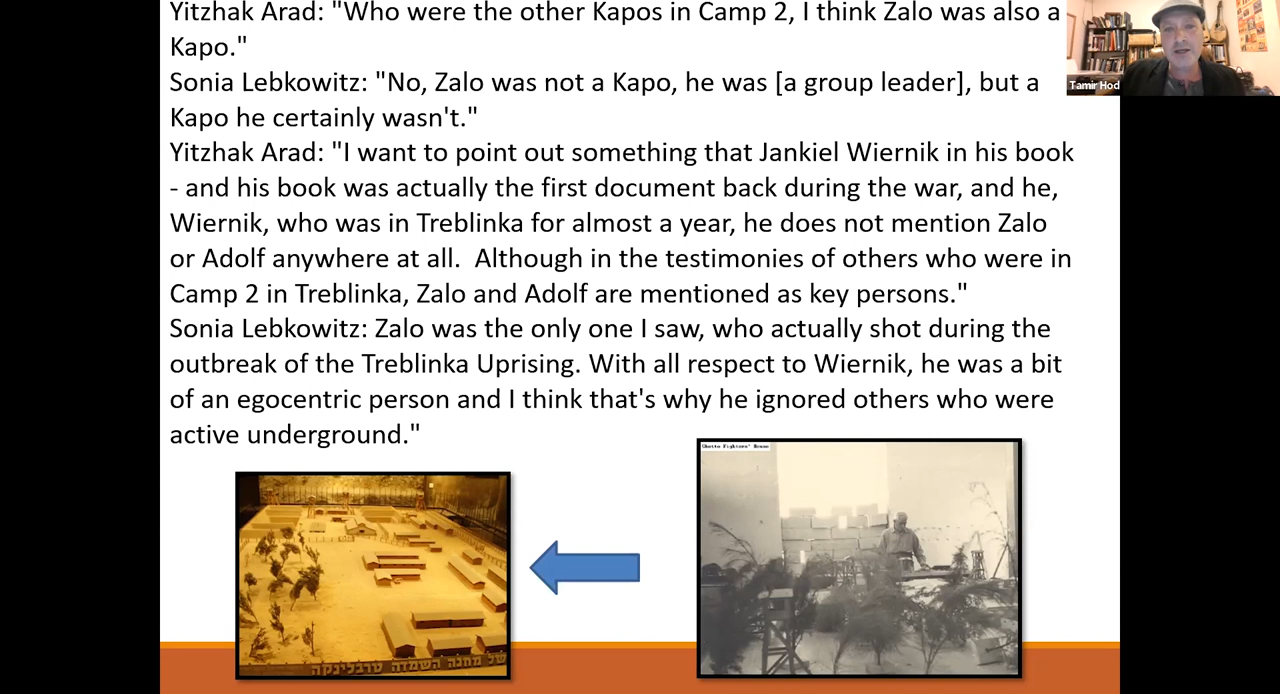 Yitzhak Arad: "Who were the other Kapos in Camp 2, I think Zalo was also a
Kapo."
Sonia Lebkowitz: "No, Zalo was not a Kapo, he was [a group leader], but a
Kapo he certainly wasn't."
Yitzhak Arad: "I want to point out something that Jankiel Wiernik in his book
- and his book was actually the first document back during the war, and he,
Wiernik, who was in Treblinka for almost a year, he does not mention Zalo
or Adolf anywhere at all.  Although in the testimonies of others who were in
Camp 2 in Treblinka, Zalo and Adolf are mentioned as key persons."
Sonia Lebkowitz: Zalo was the only one I saw, who actually shot during the
outbreak of the Treblinka Uprising. With all respect to Wiernik, he was a bit
of an egocentric person and I think that's why he ignored others who were
active underground."
Tamir Hod
Ghetto Fighters' House
של מחנה השמדה טרבלינקה